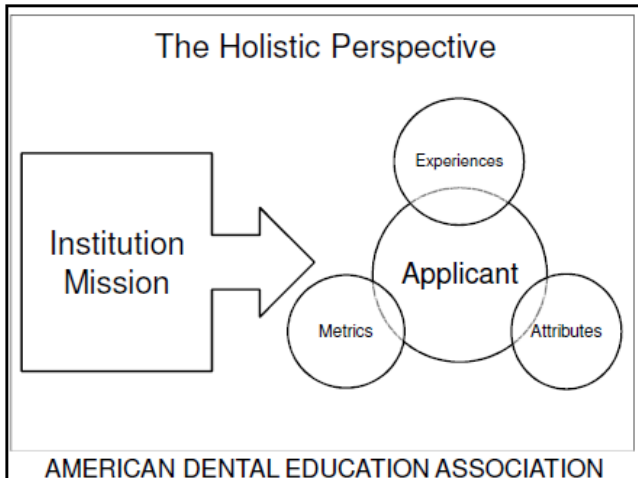 The Holistic Perspective
Experiences
Institution
Mission
Applicant
Metrics
Attributes
AMERICAN DENTAL EDUCATION ASSOCIATION